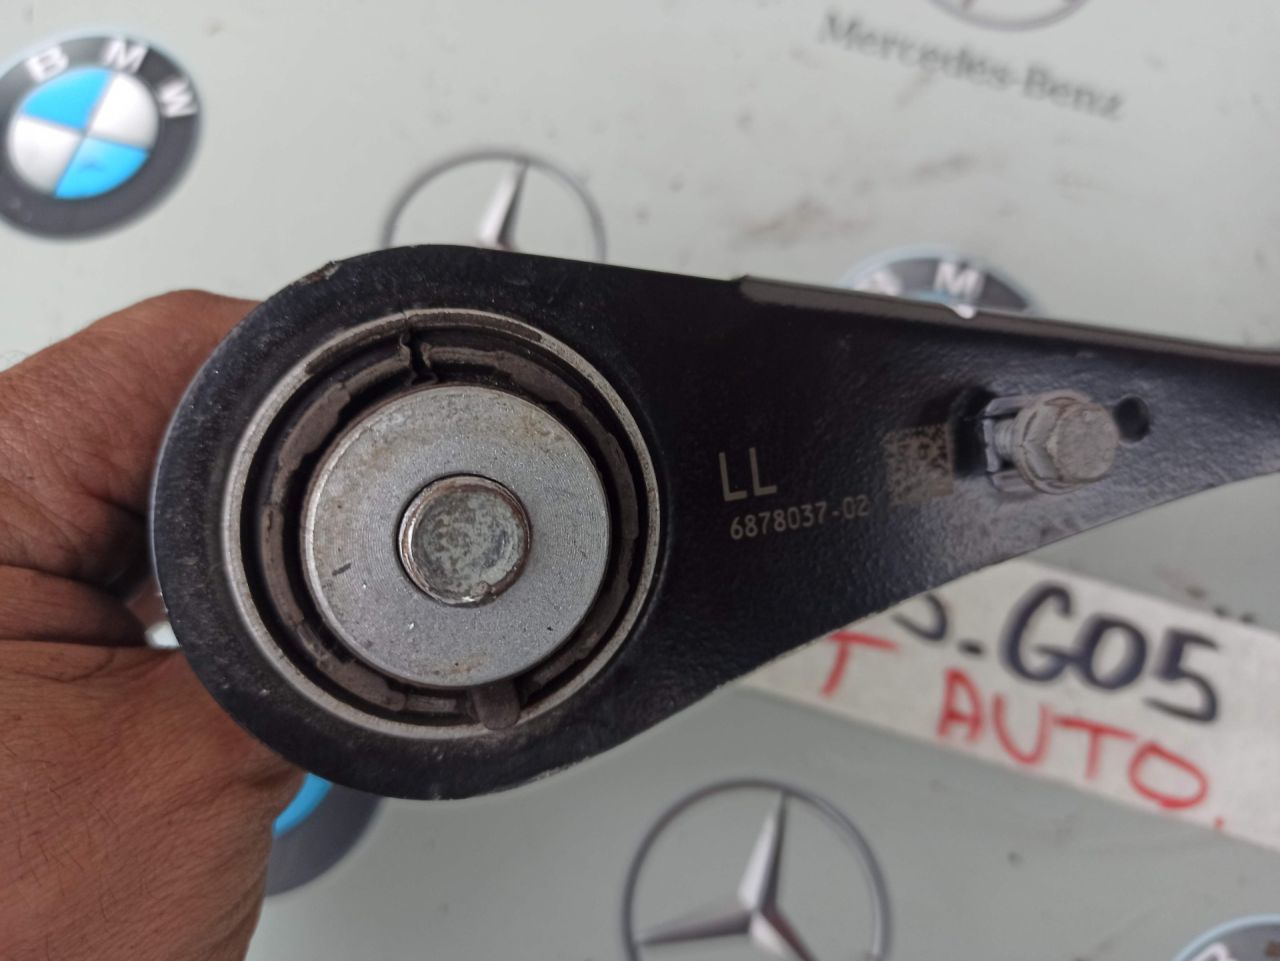 BMW
Mercedes-Benz
M
LL
6878037-02
S.G05
T AUTO.